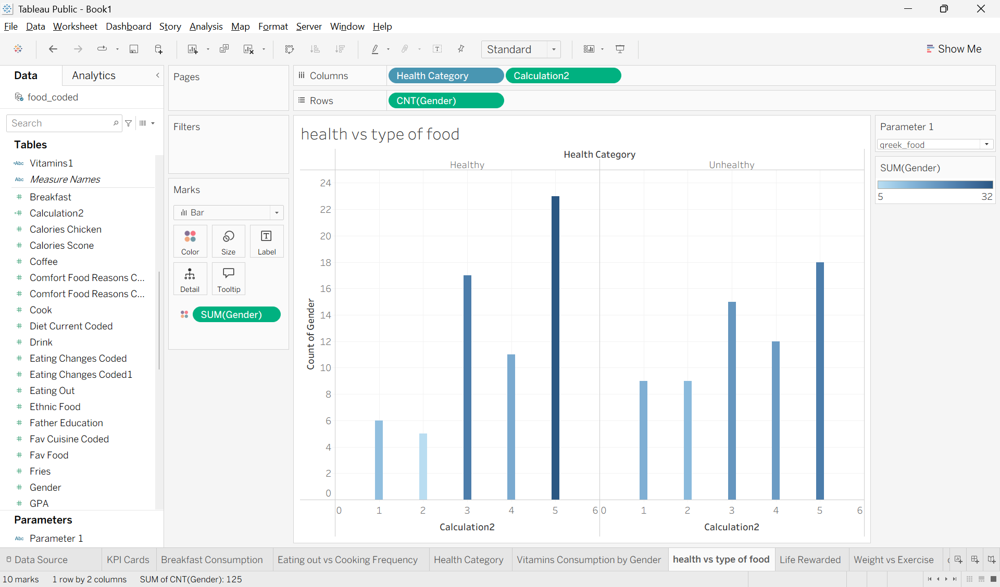 Tableau Public - Book1
File Data Worksheet Dashboard Story Analysis Map Format Server Window Help
Standard
Show Me
Data
Analytics
food_coded
Search
Tables
Abc Vitamins1
Abc Measure Names
Breakfast
Calculation2
Calories Chicken
Calories Scone
Coffee
Comfort Food Reasons C...
Comfort Food Reasons C...
Cook
Diet Current Coded
Drink
Eating Changes Coded
Eating Changes Coded1
Eating Out
Ethnic Food
Father Education
Fav Cuisine Coded
Fav Food
Fries
Gender
GPA
Parameters
Abc Parameter 1
Pages
Filters
Marks
Bar
Color Size Label
Detail Tooltip
SUM(Gender)
Columns Health Category Calculation2
Rows CNT(Gender)
health vs type of food
Health Category
Healthy Unhealthy
24
22
20
18
16
14
12
10
8
6
4
2
0
Count of Gender
0 1 2 3 4 5 6 0 1 2 3 4 5 6
Calculation2 Calculation2
Parameter 1
greek_food
SUM(Gender)
5 32
Data Source KPI Cards Breakfast Consumption Eating out vs Cooking Frequency Health Category Vitamins Consumption by Gender health vs type of food Life Rewarded Weight vs Exercise
10 marks 1 row by 2 columns SUM of CNT(Gender): 125